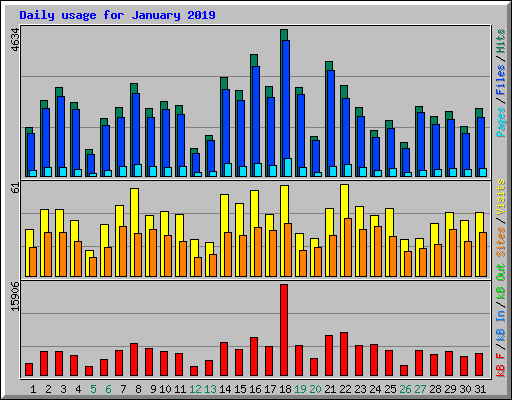 Daily usage for January 2019
4634
Pages / Files / Hits
61
Sites / Visits
15906
kB F / kB In / kB Out
1 2 3 4 5 6 7 8 9 10 11 12 13 14 15 16 17 18 19 20 21 22 23 24 25 26 27 28 29 30 31